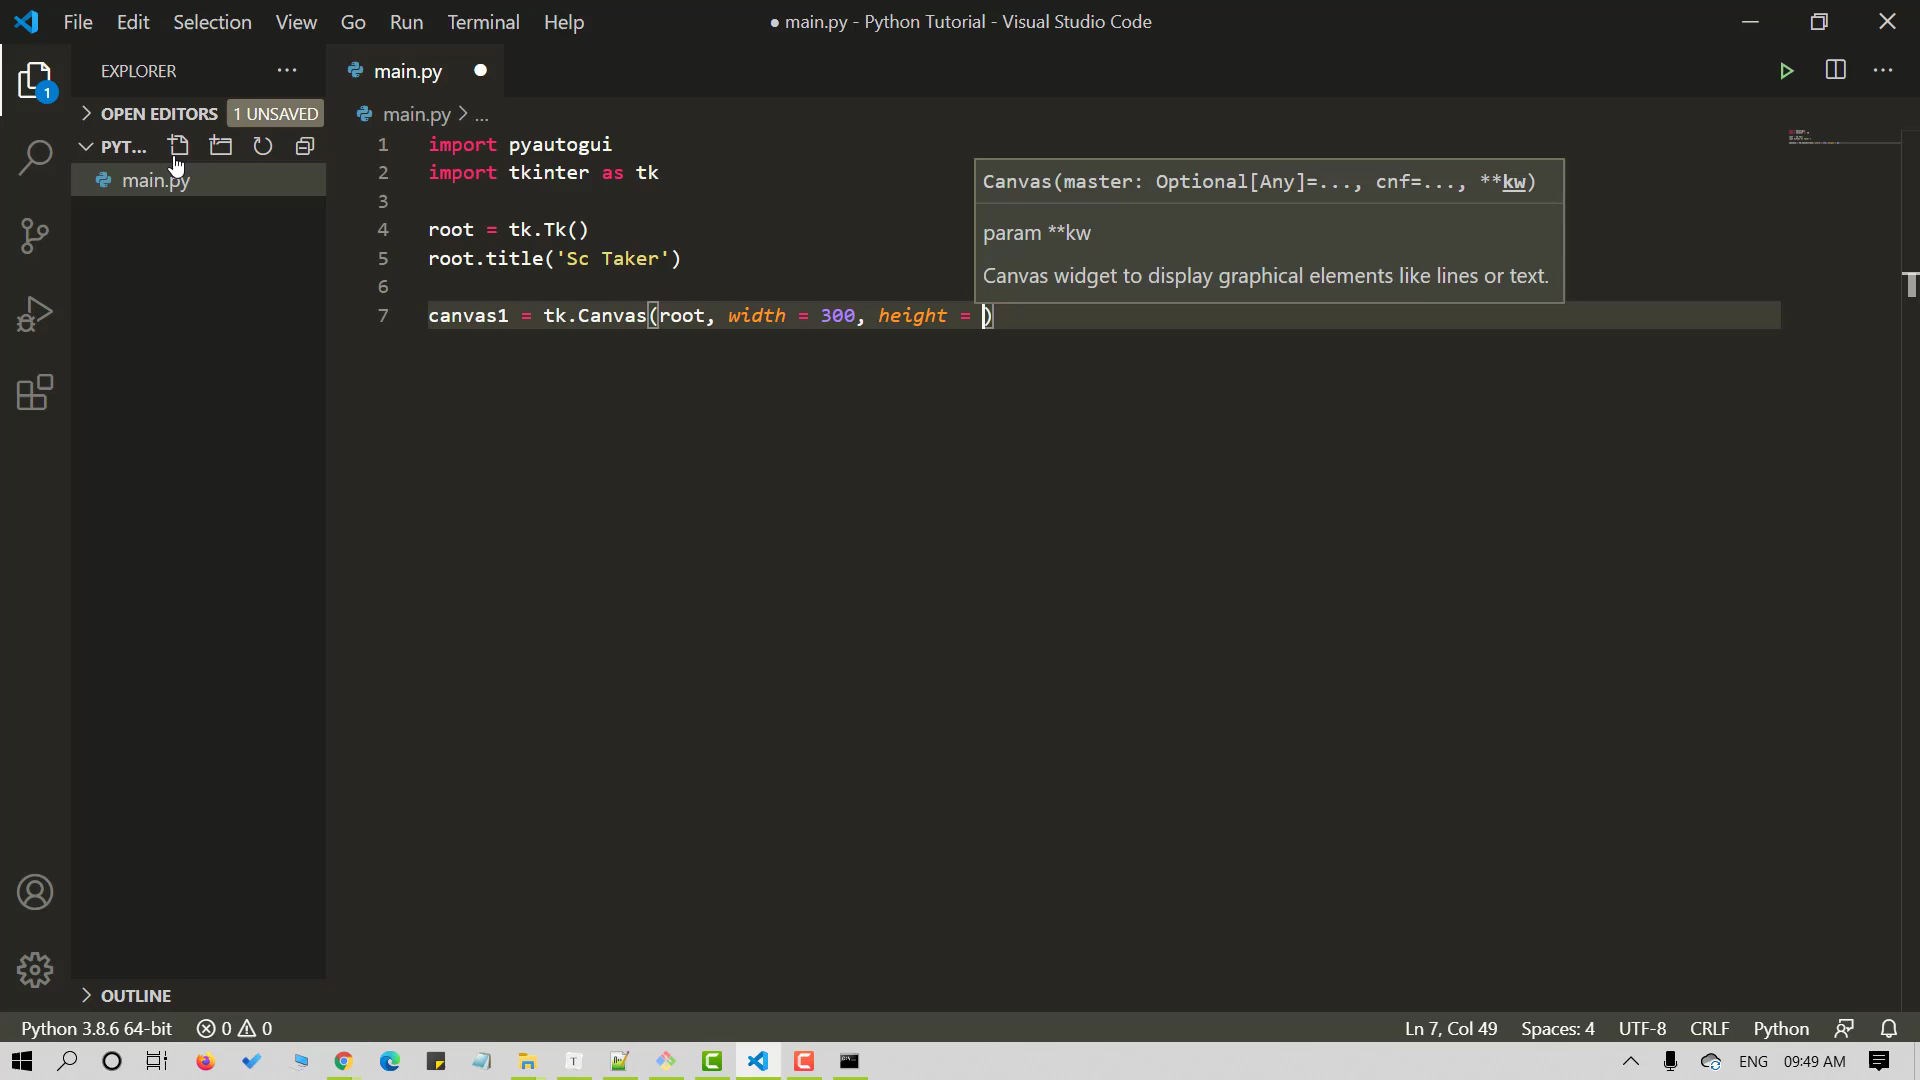 File Edit Selection View Go Run Terminal Help
● main.py - Python Tutorial - Visual Studio Code
EXPLORER
1
OPEN EDITORS 1 UNSAVED
PYT...
main.py
main.py
main.py > ...
1 import pyautogui
2 import tkinter as tk
3
4 root = tk.Tk()
5 root.title('Sc Taker')
6
7 canvas1 = tk.Canvas(root, width = 300, height = )
Canvas(master: Optional[Any]=..., cnf=..., **kw)
param **kw
Canvas widget to display graphical elements like lines or text.
OUTLINE
Python 3.8.6 64-bit 0 0
Ln 7, Col 49 Spaces: 4 UTF-8 CRLF Python
ENG 09:49 AM